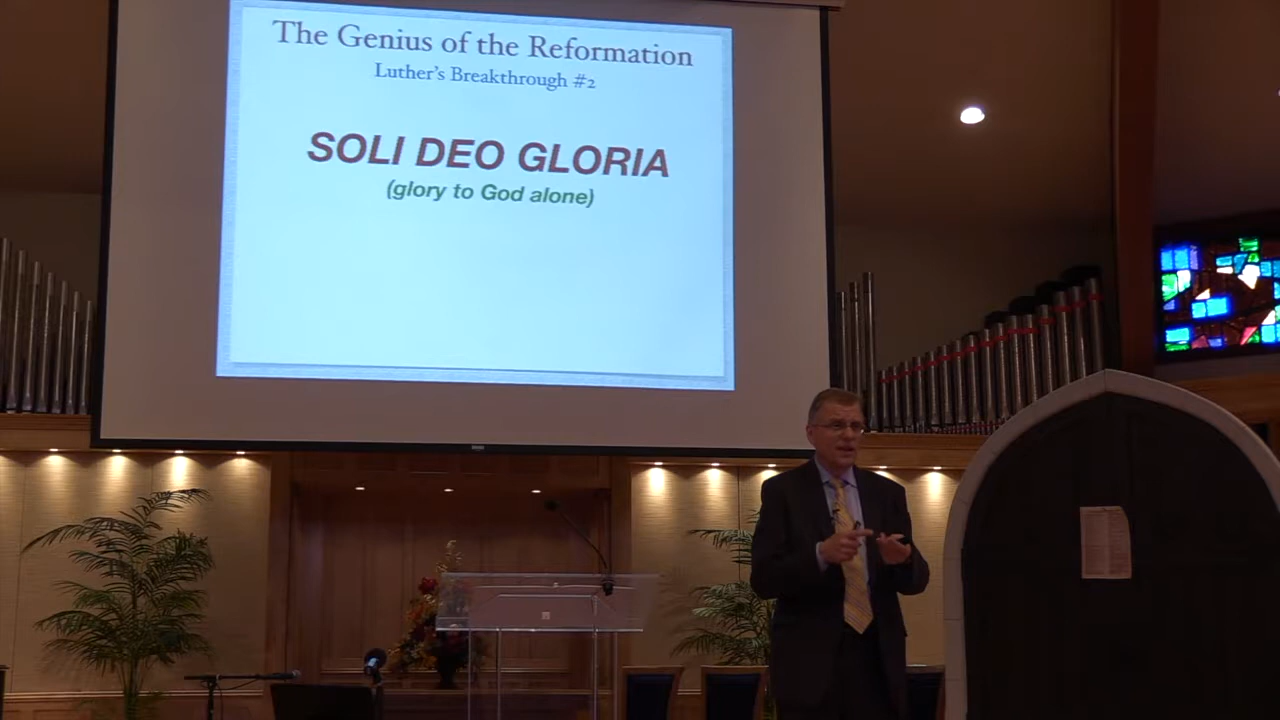 The Genius of the Reformation
Luther's Breakthrough #2
SOLI DEO GLORIA
(glory to God alone)